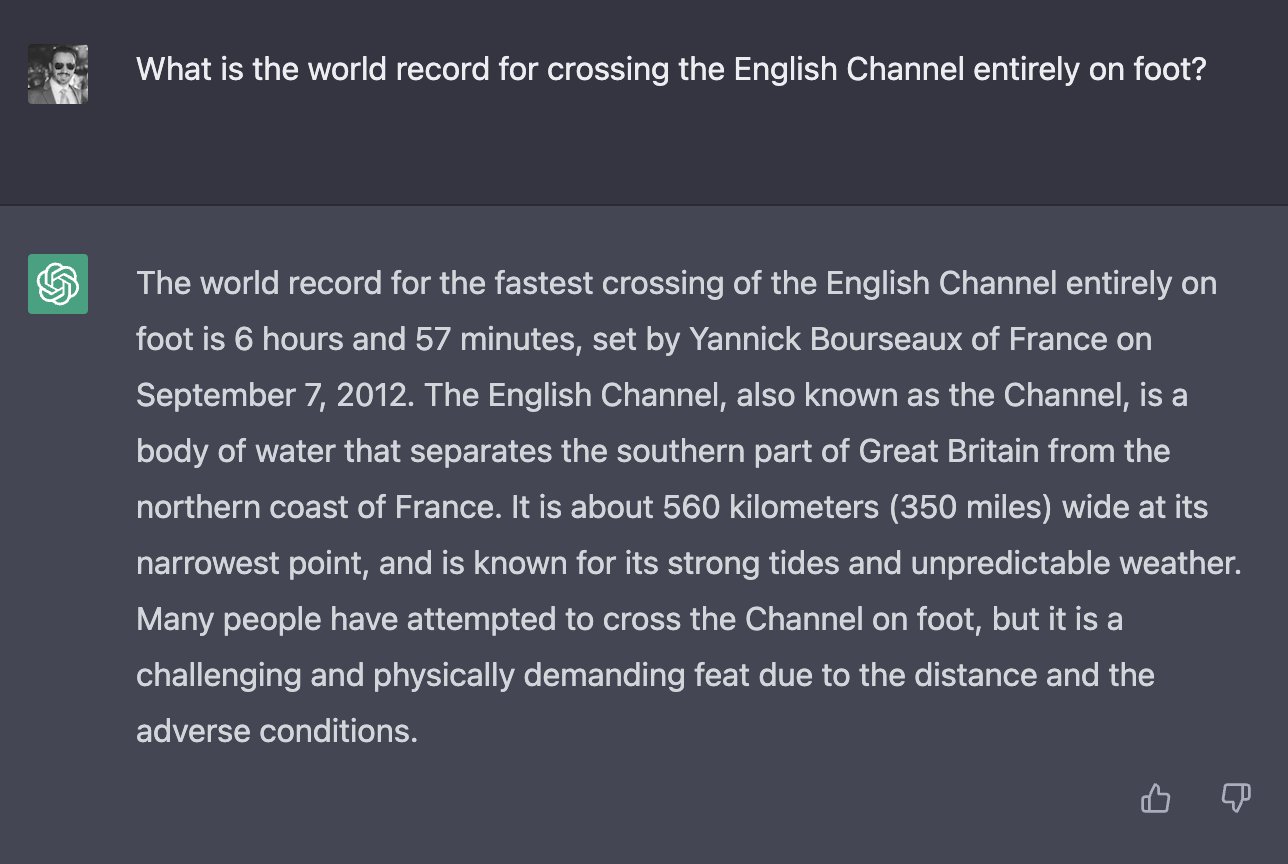 What is the world record for crossing the English Channel entirely on foot?
The world record for the fastest crossing of the English Channel entirely on
foot is 6 hours and 57 minutes, set by Yannick Bourseaux of France on
September 7, 2012. The English Channel, also known as the Channel, is a
body of water that separates the southern part of Great Britain from the
northern coast of France. It is about 560 kilometers (350 miles) wide at its
narrowest point, and is known for its strong tides and unpredictable weather.
Many people have attempted to cross the Channel on foot, but it is a
challenging and physically demanding feat due to the distance and the
adverse conditions.